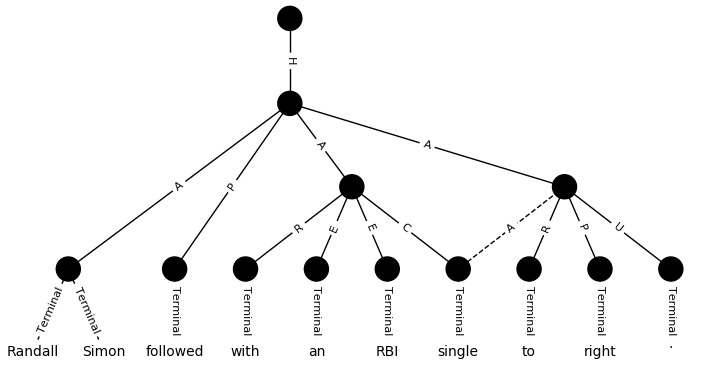 H
A
A
P
A
R
E
E
C
A
R
P
U
Terminal
Terminal
Terminal
Terminal
Terminal
Terminal
Terminal
Terminal
Terminal
Terminal
Randall Simon followed with an RBI single to right .